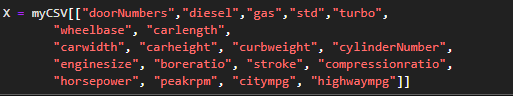 X = myCSV[["doorNumbers","diesel","gas","std","turbo",
"wheelbase", "carlength",
"carwidth", "carheight", "curbweight", "cylinderNumber",
"enginesize", "boreratio", "stroke", "compressionratio",
"horsepower", "peakrpm", "citympg", "highwaympg"]]